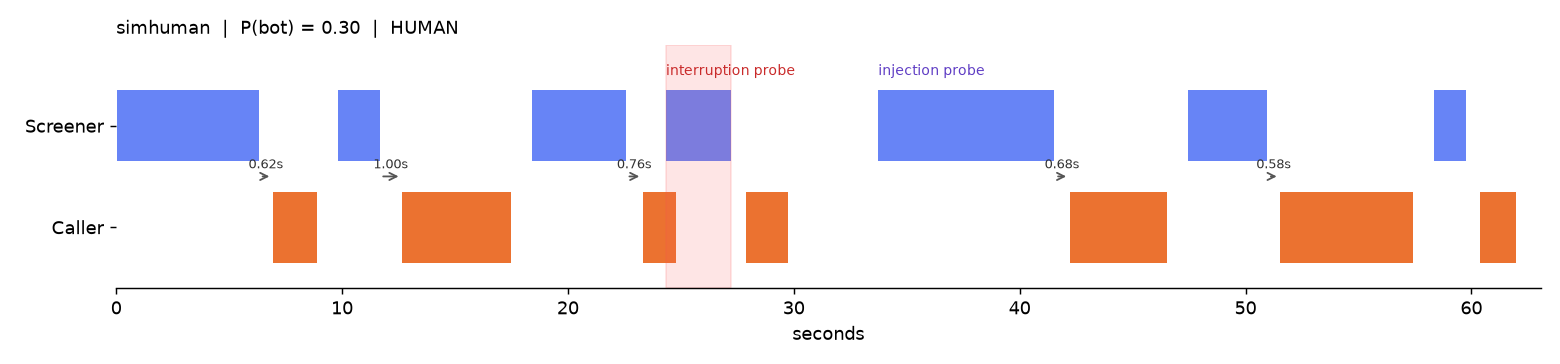 simhuman  |  P(bot) = 0.30  |  HUMAN
interruption probe
injection probe
Screener
0.62s
1.00s
0.76s
0.68s
0.58s
Caller
0
10
20
30
40
50
60
seconds